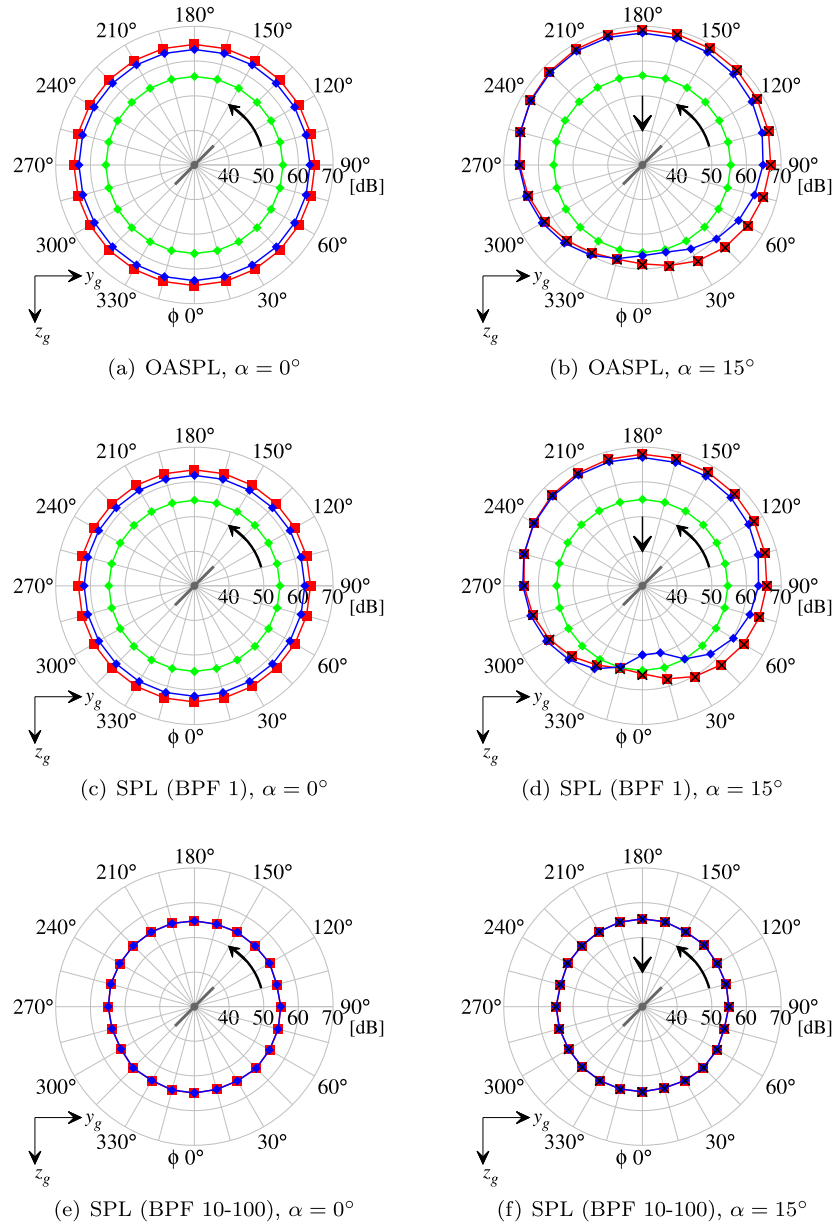 180°
210°
150°
240°
120°
270°
40 50 60 70
90°
[dB]
300°
60°
330°
30°
ϕ 0°
y_g
z_g
(a) OASPL, α = 0°
180°
210°
150°
240°
120°
270°
40 50 60 70
90°
[dB]
300°
60°
330°
30°
ϕ 0°
y_g
z_g
(b) OASPL, α = 15°
180°
210°
150°
240°
120°
270°
40 50 60 70
90°
[dB]
300°
60°
330°
30°
ϕ 0°
y_g
z_g
(c) SPL (BPF 1), α = 0°
180°
210°
150°
240°
120°
270°
40 50 60 70
90°
[dB]
300°
60°
330°
30°
ϕ 0°
y_g
z_g
(d) SPL (BPF 1), α = 15°
180°
210°
150°
240°
120°
270°
40 50 60 70
90°
[dB]
300°
60°
330°
30°
ϕ 0°
y_g
z_g
(e) SPL (BPF 10-100), α = 0°
180°
210°
150°
240°
120°
270°
40 50 60 70
90°
[dB]
300°
60°
330°
30°
ϕ 0°
y_g
z_g
(f) SPL (BPF 10-100), α = 15°